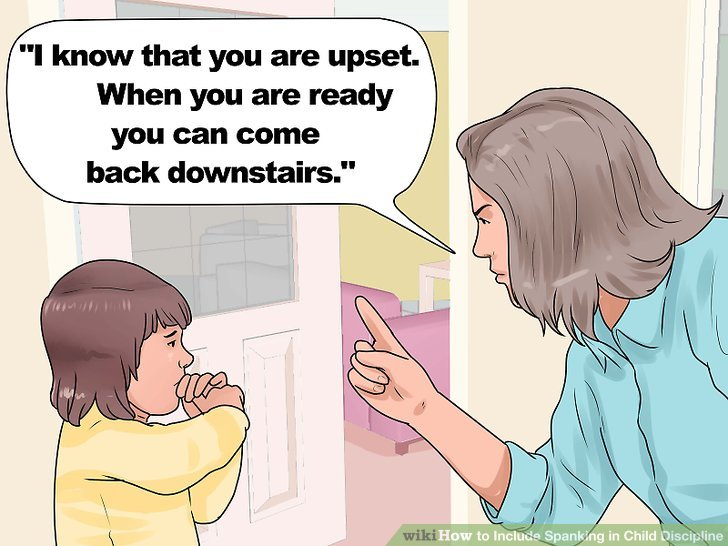 "I know that you are upset.
When you are ready
you can come
back downstairs."
wikiHow to Include Spanking in Child Discipline